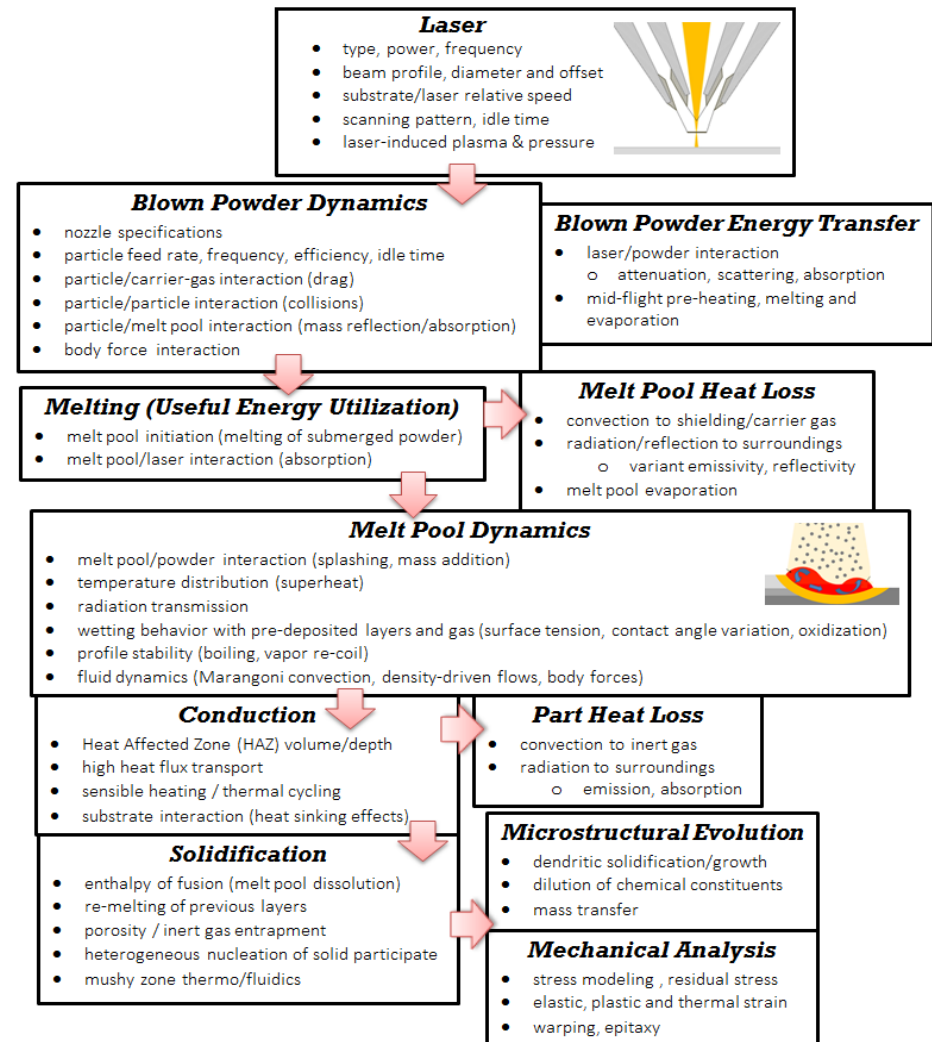 Laser
• type, power, frequency
• beam profile, diameter and offset
• substrate/laser relative speed
• scanning pattern, idle time
• laser-induced plasma & pressure
Blown Powder Dynamics
• nozzle specifications
• particle feed rate, frequency, efficiency, idle time
• particle/carrier-gas interaction (drag)
• particle/particle interaction (collisions)
• particle/melt pool interaction (mass reflection/absorption)
• body force interaction
Blown Powder Energy Transfer
• laser/powder interaction
o attenuation, scattering, absorption
• mid-flight pre-heating, melting and
evaporation
Melting (Useful Energy Utilization)
• melt pool initiation (melting of submerged powder)
• melt pool/laser interaction (absorption)
Melt Pool Heat Loss
• convection to shielding/carrier gas
• radiation/reflection to surroundings
o variant emissivity, reflectivity
• melt pool evaporation
Melt Pool Dynamics
• melt pool/powder interaction (splashing, mass addition)
• temperature distribution (superheat)
• radiation transmission
• wetting behavior with pre-deposited layers and gas (surface tension, contact angle variation, oxidization)
• profile stability (boiling, vapor re-coil)
• fluid dynamics (Marangoni convection, density-driven flows, body forces)
Conduction
• Heat Affected Zone (HAZ) volume/depth
• high heat flux transport
• sensible heating / thermal cycling
• substrate interaction (heat sinking effects)
Part Heat Loss
• convection to inert gas
• radiation to surroundings
o emission, absorption
Solidification
• enthalpy of fusion (melt pool dissolution)
• re-melting of previous layers
• porosity / inert gas entrapment
• heterogeneous nucleation of solid participate
• mushy zone thermo/fluidics
Microstructural Evolution
• dendritic solidification/growth
• dilution of chemical constituents
• mass transfer
Mechanical Analysis
• stress modeling , residual stress
• elastic, plastic and thermal strain
• warping, epitaxy